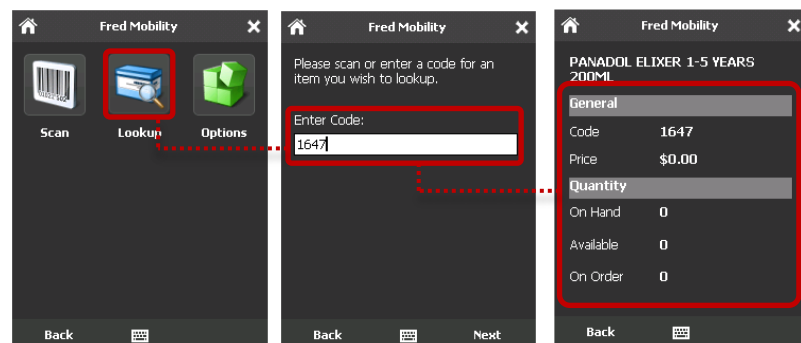 Fred Mobility
Scan
Lookup
Options
Back
Fred Mobility
Please scan or enter a code for an
item you wish to lookup.
Enter Code:
1647
Back
Next
Fred Mobility
PANADOL ELIXER 1-5 YEARS
200ML
General
Code 1647
Price $0.00
Quantity
On Hand 0
Available 0
On Order 0
Back